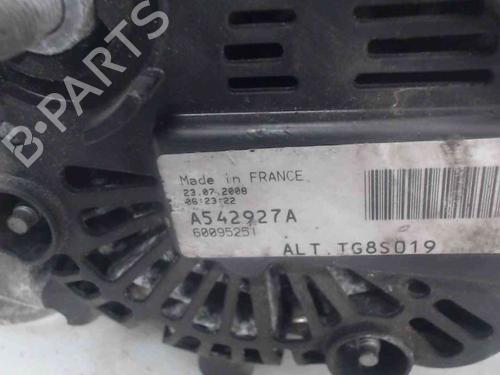 B-PARTS
Made in FRANCE
23.07.2008
06:23:22
A542927A
60095251
ALT. TG8S019